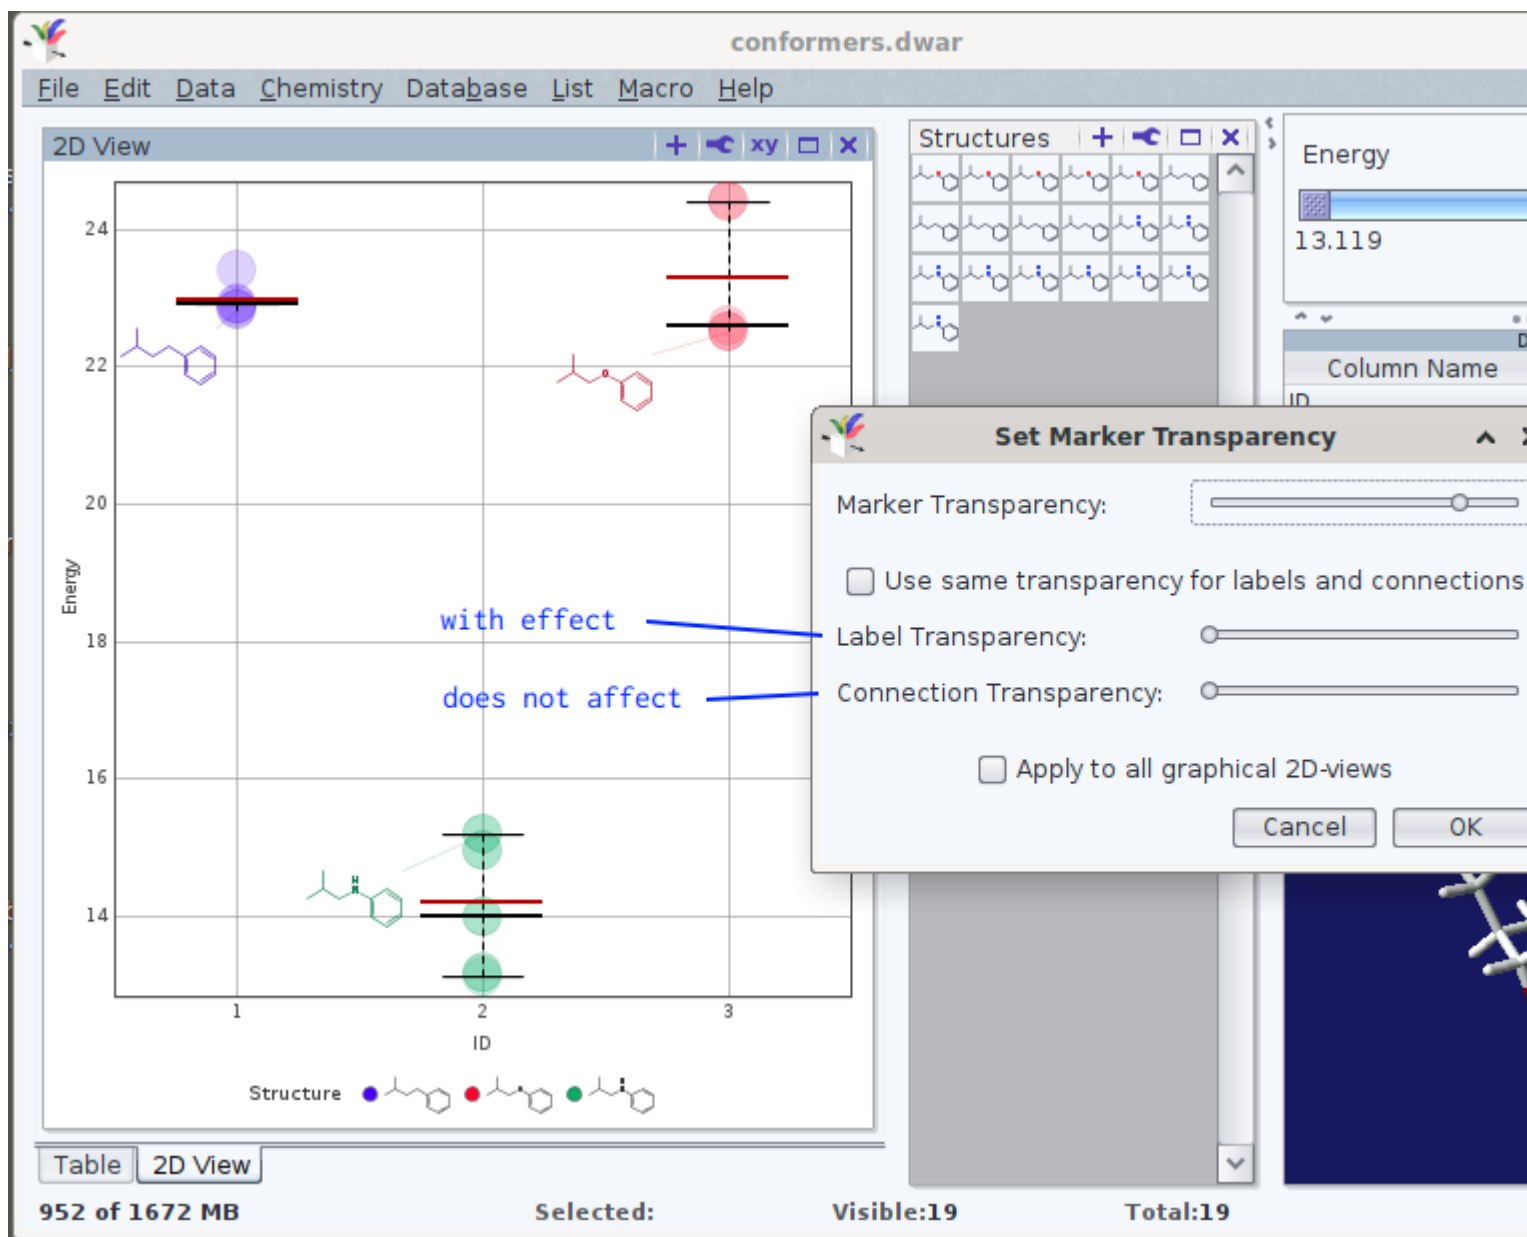 conformers.dwar
File Edit Data Chemistry Database List Macro Help
2D View
xy
Structures
Energy
13.119
Column Name
ID
24
22
20
18
16
14
Energy
1 2 3
ID
Structure
with effect
does not affect
Set Marker Transparency
Marker Transparency:
Use same transparency for labels and connections
Label Transparency:
Connection Transparency:
Apply to all graphical 2D-views
Cancel OK
O
H
N
Table 2D View
952 of 1672 MB Selected: Visible:19 Total:19